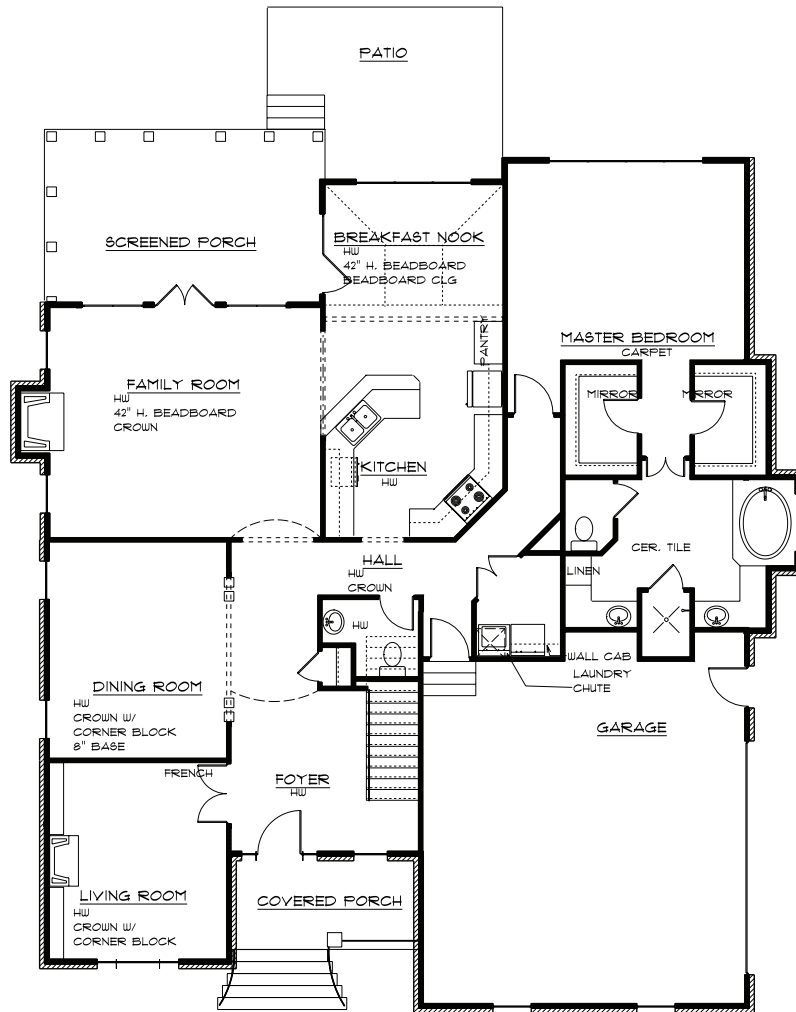 PATIO
SCREENED PORCH
BREAKFAST NOOK
HW
42" H. BEADBOARD
BEADBOARD CLG
PANTRY
MASTER BEDROOM
CARPET
MIRROR
MIRROR
FAMILY ROOM
HW
42" H. BEADBOARD
CROWN
KITCHEN
HW
CER. TILE
HALL
HW
CROWN
LINEN
HW
WALL CAB
LAUNDRY
CHUTE
DINING ROOM
HW
CROWN W/
CORNER BLOCK
8" BASE
GARAGE
FRENCH
FOYER
HW
LIVING ROOM
HW
CROWN W/
CORNER BLOCK
COVERED PORCH